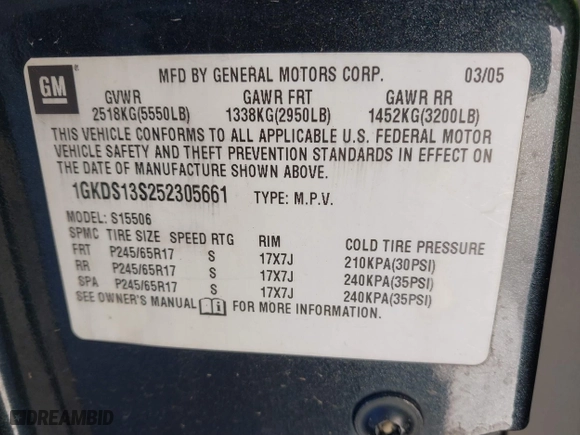 GM
MFD BY GENERAL MOTORS CORP. 03/05
GVWR GAWR FRT GAWR RR
2518KG(5550LB) 1338KG(2950LB) 1452KG(3200LB)
THIS VEHICLE CONFORMS TO ALL APPLICABLE U.S. FEDERAL MOTOR
VEHICLE SAFETY AND THEFT PREVENTION STANDARDS IN EFFECT ON
THE DATE OF MANUFACTURE SHOWN ABOVE.
1GKDS13S252305661 TYPE: M.P.V.
MODEL: S15506
SPMC TIRE SIZE SPEED RTG RIM COLD TIRE PRESSURE
FRT P245/65R17 S 17X7J 210KPA(30PSI)
RR P245/65R17 S 17X7J 240KPA(35PSI)
SPA P245/65R17 S 17X7J 240KPA(35PSI)
SEE OWNER'S MANUAL FOR MORE INFORMATION.
DREAMBID